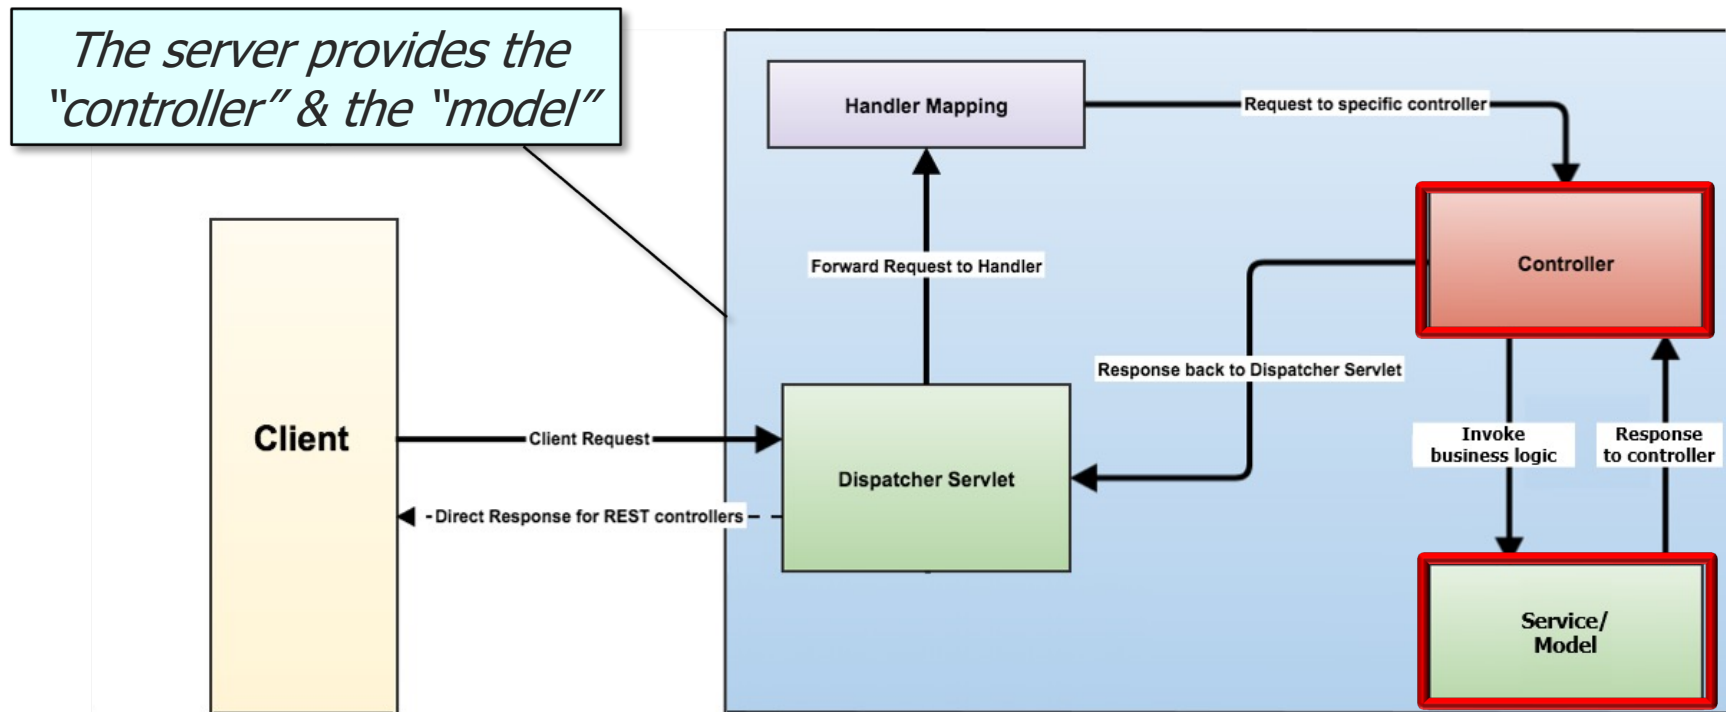 The server provides the
“controller” & the “model”
Handler Mapping
Request to specific controller
Controller
Forward Request to Handler
Response back to Dispatcher Servlet
Client
Client Request
Dispatcher Servlet
Direct Response for REST controllers
Invoke
business logic
Response
to controller
Service/
Model